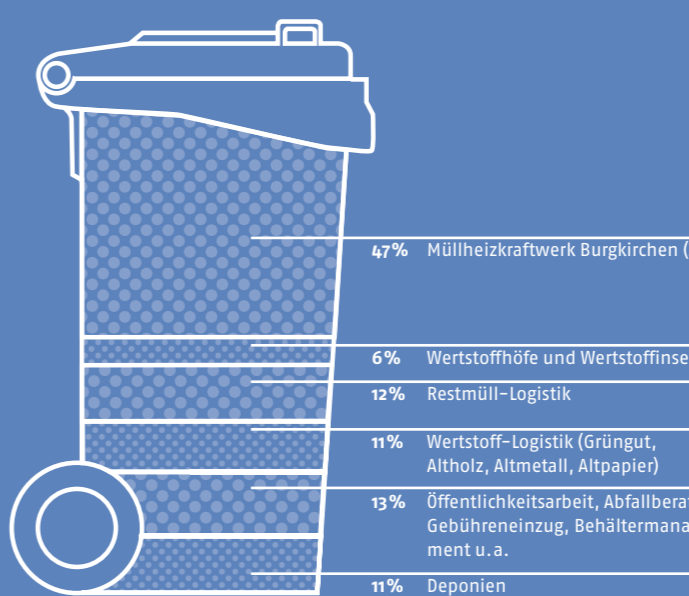 47% Müllheizkraftwerk Burgkirchen (
6% Wertstoffhöfe und Wertstoffinse
12% Restmüll-Logistik
11% Wertstoff-Logistik (Grüngut,
Altholz, Altmetall, Altpapier)
13% Öffentlichkeitsarbeit, Abfallbera
Gebühreneinzug, Behältermana
ment u.a.
11% Deponien